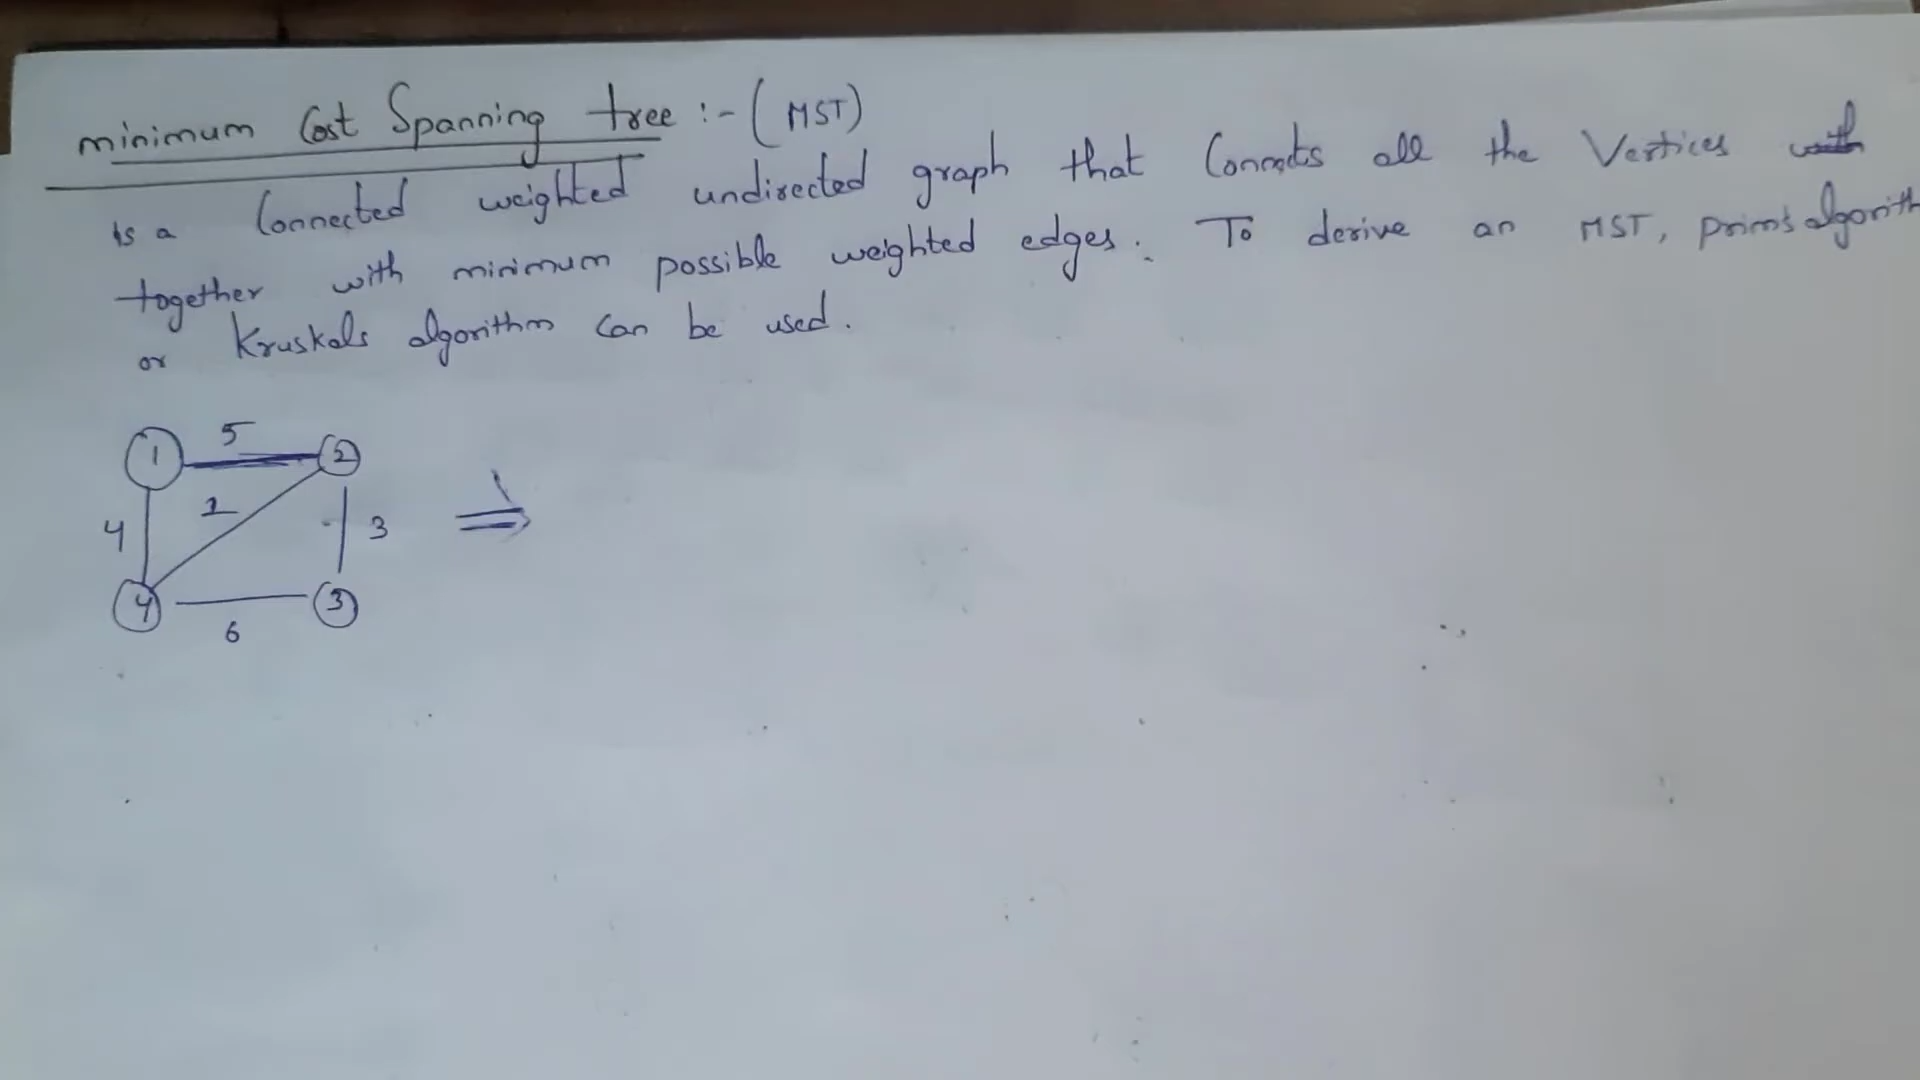 minimum Cost Spanning tree :- (MST)
is a Connected weighted undirected graph that Connects all the Vertices with
together with minimum possible weighted edges. To derive an MST, prims algorith
or Kruskals algorithm can be used.
1 5 2
4 2 3
4 6 3